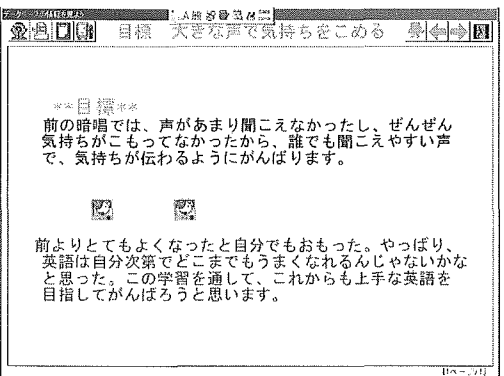 目標 大きな声で気持ちをこめる
**目標**
前の暗唱では、声があまり聞こえなかったし、ぜんぜん
気持ちがこもってなかったから、誰でも聞こえやすい声
で、気持ちが伝わるようにがんばります。
前よりとてもよくなったと自分でもおもった。やっぱり、
英語は自分次第でどこまでもうまくなれるんじゃないかな
と思った。この学習を通して、これからも上手な英語を
目指してがんばろうと思います。